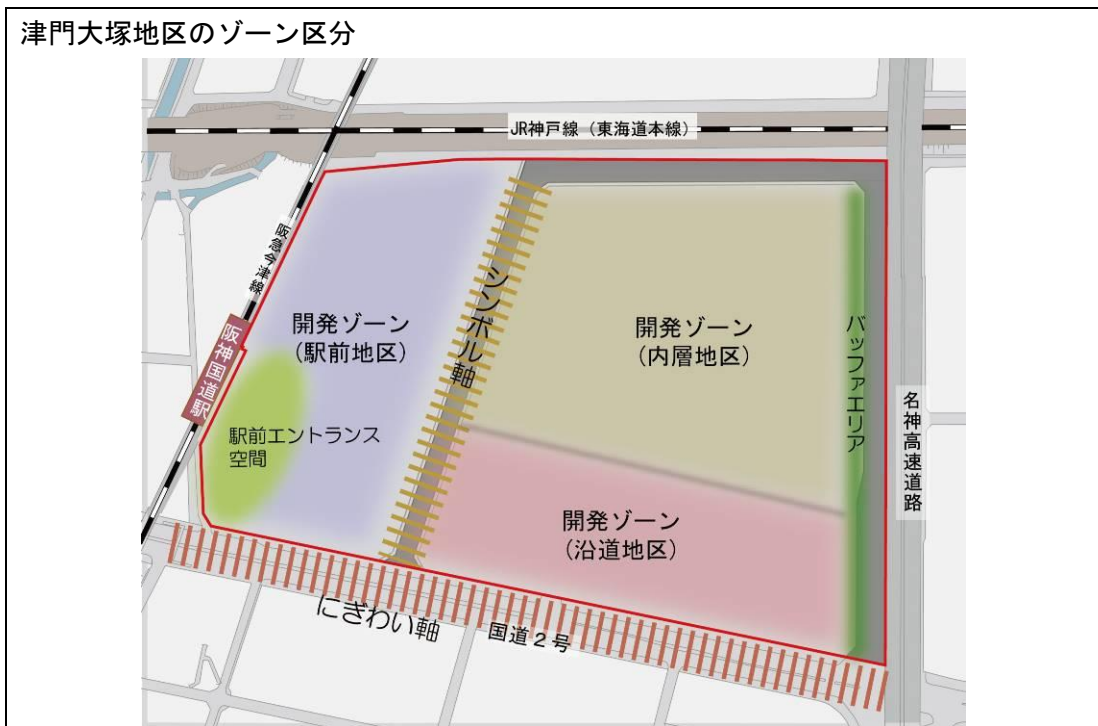 津門大塚地区のゾーン区分
JR神戸線（東海道本線）
阪急今津線
阪神国道駅
開発ゾーン
（駅前地区）
シンボル軸
開発ゾーン
（内層地区）
バッファエリア
名神高速道路
駅前エントランス
空間
開発ゾーン
（沿道地区）
にぎわい軸
国道２号